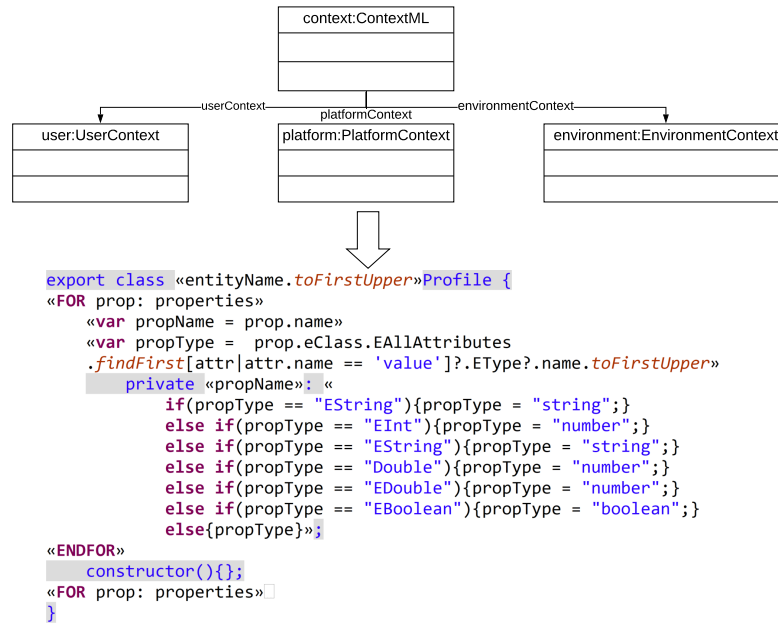 context:ContextML
userContext
platformContext
environmentContext
user:UserContext
platform:PlatformContext
environment:EnvironmentContext
export class «entityName.toFirstUpper»Profile {
«FOR prop: properties»
    «var propName = prop.name»
    «var propType =  prop.eClass.EAllAttributes
    .findFirst[attr|attr.name == 'value']?.EType?.name.toFirstUpper»
        private «propName»: «
            if(propType == "EString"){propType = "string";}
            else if(propType == "EInt"){propType = "number";}
            else if(propType == "EString"){propType = "string";}
            else if(propType == "Double"){propType = "number";}
            else if(propType == "EDouble"){propType = "number";}
            else if(propType == "EBoolean"){propType = "boolean";}
            else{propType}»;
«ENDFOR»
    constructor(){};
«FOR prop: properties»
}